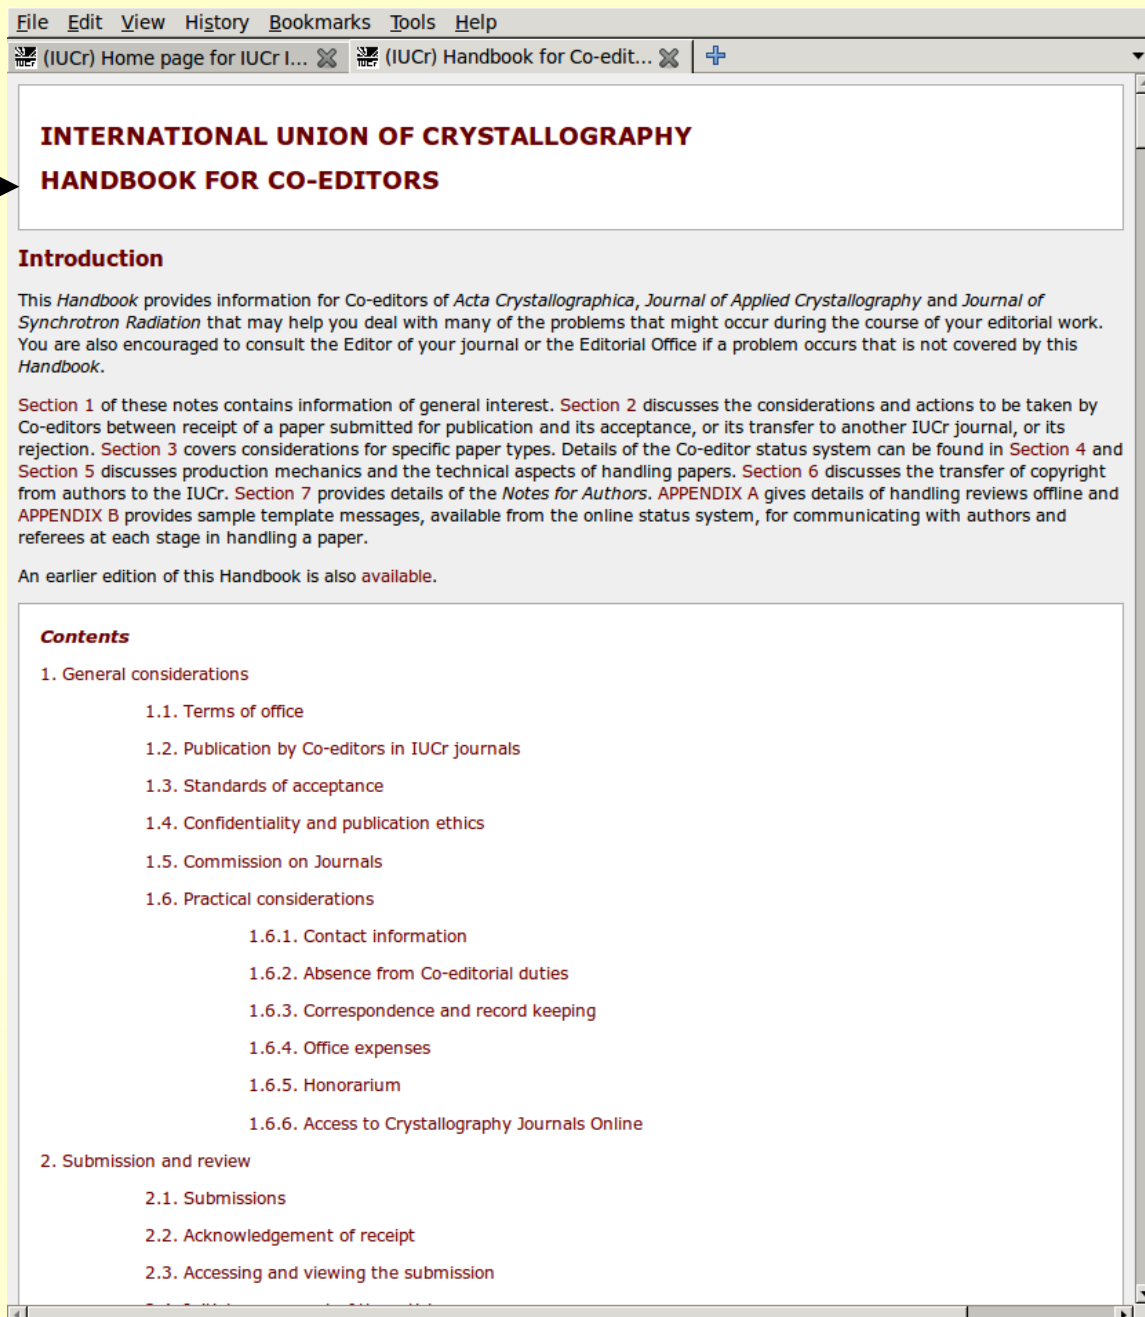 File Edit View History Bookmarks Tools Help
(IUCr) Home page for IUCr I... (IUCr) Handbook for Co-edit...
INTERNATIONAL UNION OF CRYSTALLOGRAPHY
HANDBOOK FOR CO-EDITORS
Introduction
This Handbook provides information for Co-editors of Acta Crystallographica, Journal of Applied Crystallography and Journal of
Synchrotron Radiation that may help you deal with many of the problems that might occur during the course of your editorial work.
You are also encouraged to consult the Editor of your journal or the Editorial Office if a problem occurs that is not covered by this
Handbook.
Section 1 of these notes contains information of general interest. Section 2 discusses the considerations and actions to be taken by
Co-editors between receipt of a paper submitted for publication and its acceptance, or its transfer to another IUCr journal, or its
rejection. Section 3 covers considerations for specific paper types. Details of the Co-editor status system can be found in Section 4 and
Section 5 discusses production mechanics and the technical aspects of handling papers. Section 6 discusses the transfer of copyright
from authors to the IUCr. Section 7 provides details of the Notes for Authors. APPENDIX A gives details of handling reviews offline and
APPENDIX B provides sample template messages, available from the online status system, for communicating with authors and
referees at each stage in handling a paper.
An earlier edition of this Handbook is also available.
Contents
1. General considerations
1.1. Terms of office
1.2. Publication by Co-editors in IUCr journals
1.3. Standards of acceptance
1.4. Confidentiality and publication ethics
1.5. Commission on Journals
1.6. Practical considerations
1.6.1. Contact information
1.6.2. Absence from Co-editorial duties
1.6.3. Correspondence and record keeping
1.6.4. Office expenses
1.6.5. Honorarium
1.6.6. Access to Crystallography Journals Online
2. Submission and review
2.1. Submissions
2.2. Acknowledgement of receipt
2.3. Accessing and viewing the submission